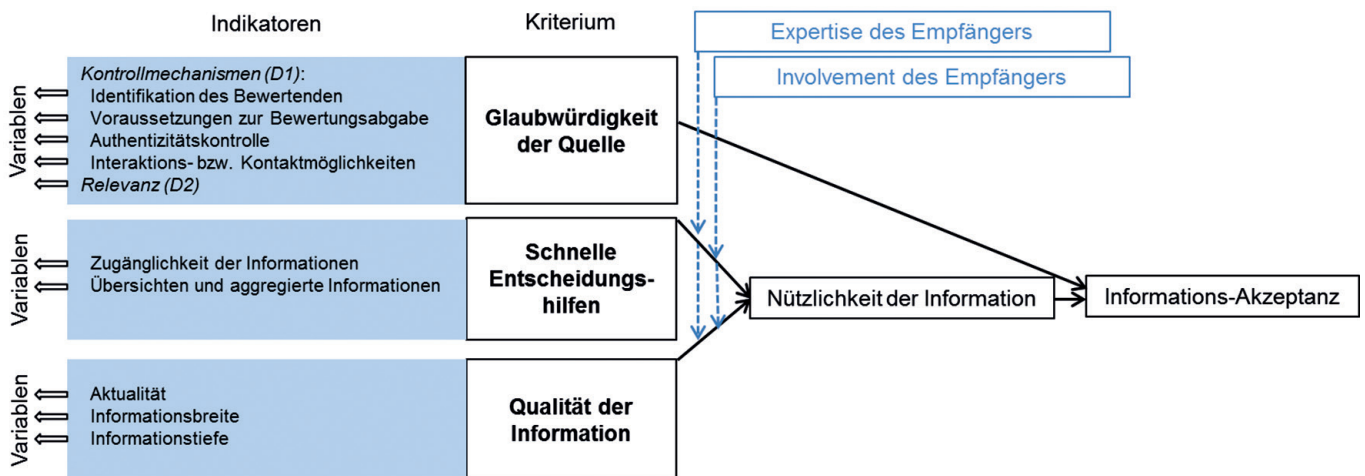 Indikatoren
Kriterium
Expertise des Empfängers
Involvement des Empfängers
Variablen
Kontrollmechanismen (D1):
Identifikation des Bewertenden
Voraussetzungen zur Bewertungsabgabe
Authentizitätskontrolle
Interaktions- bzw. Kontaktmöglichkeiten
Relevanz (D2)
Glaubwürdigkeit
der Quelle
Variablen
Zugänglichkeit der Informationen
Übersichten und aggregierte Informationen
Schnelle
Entscheidungs-
hilfen
Nützlichkeit der Information
Informations-Akzeptanz
Variablen
Aktualität
Informationsbreite
Informationstiefe
Qualität der
Information